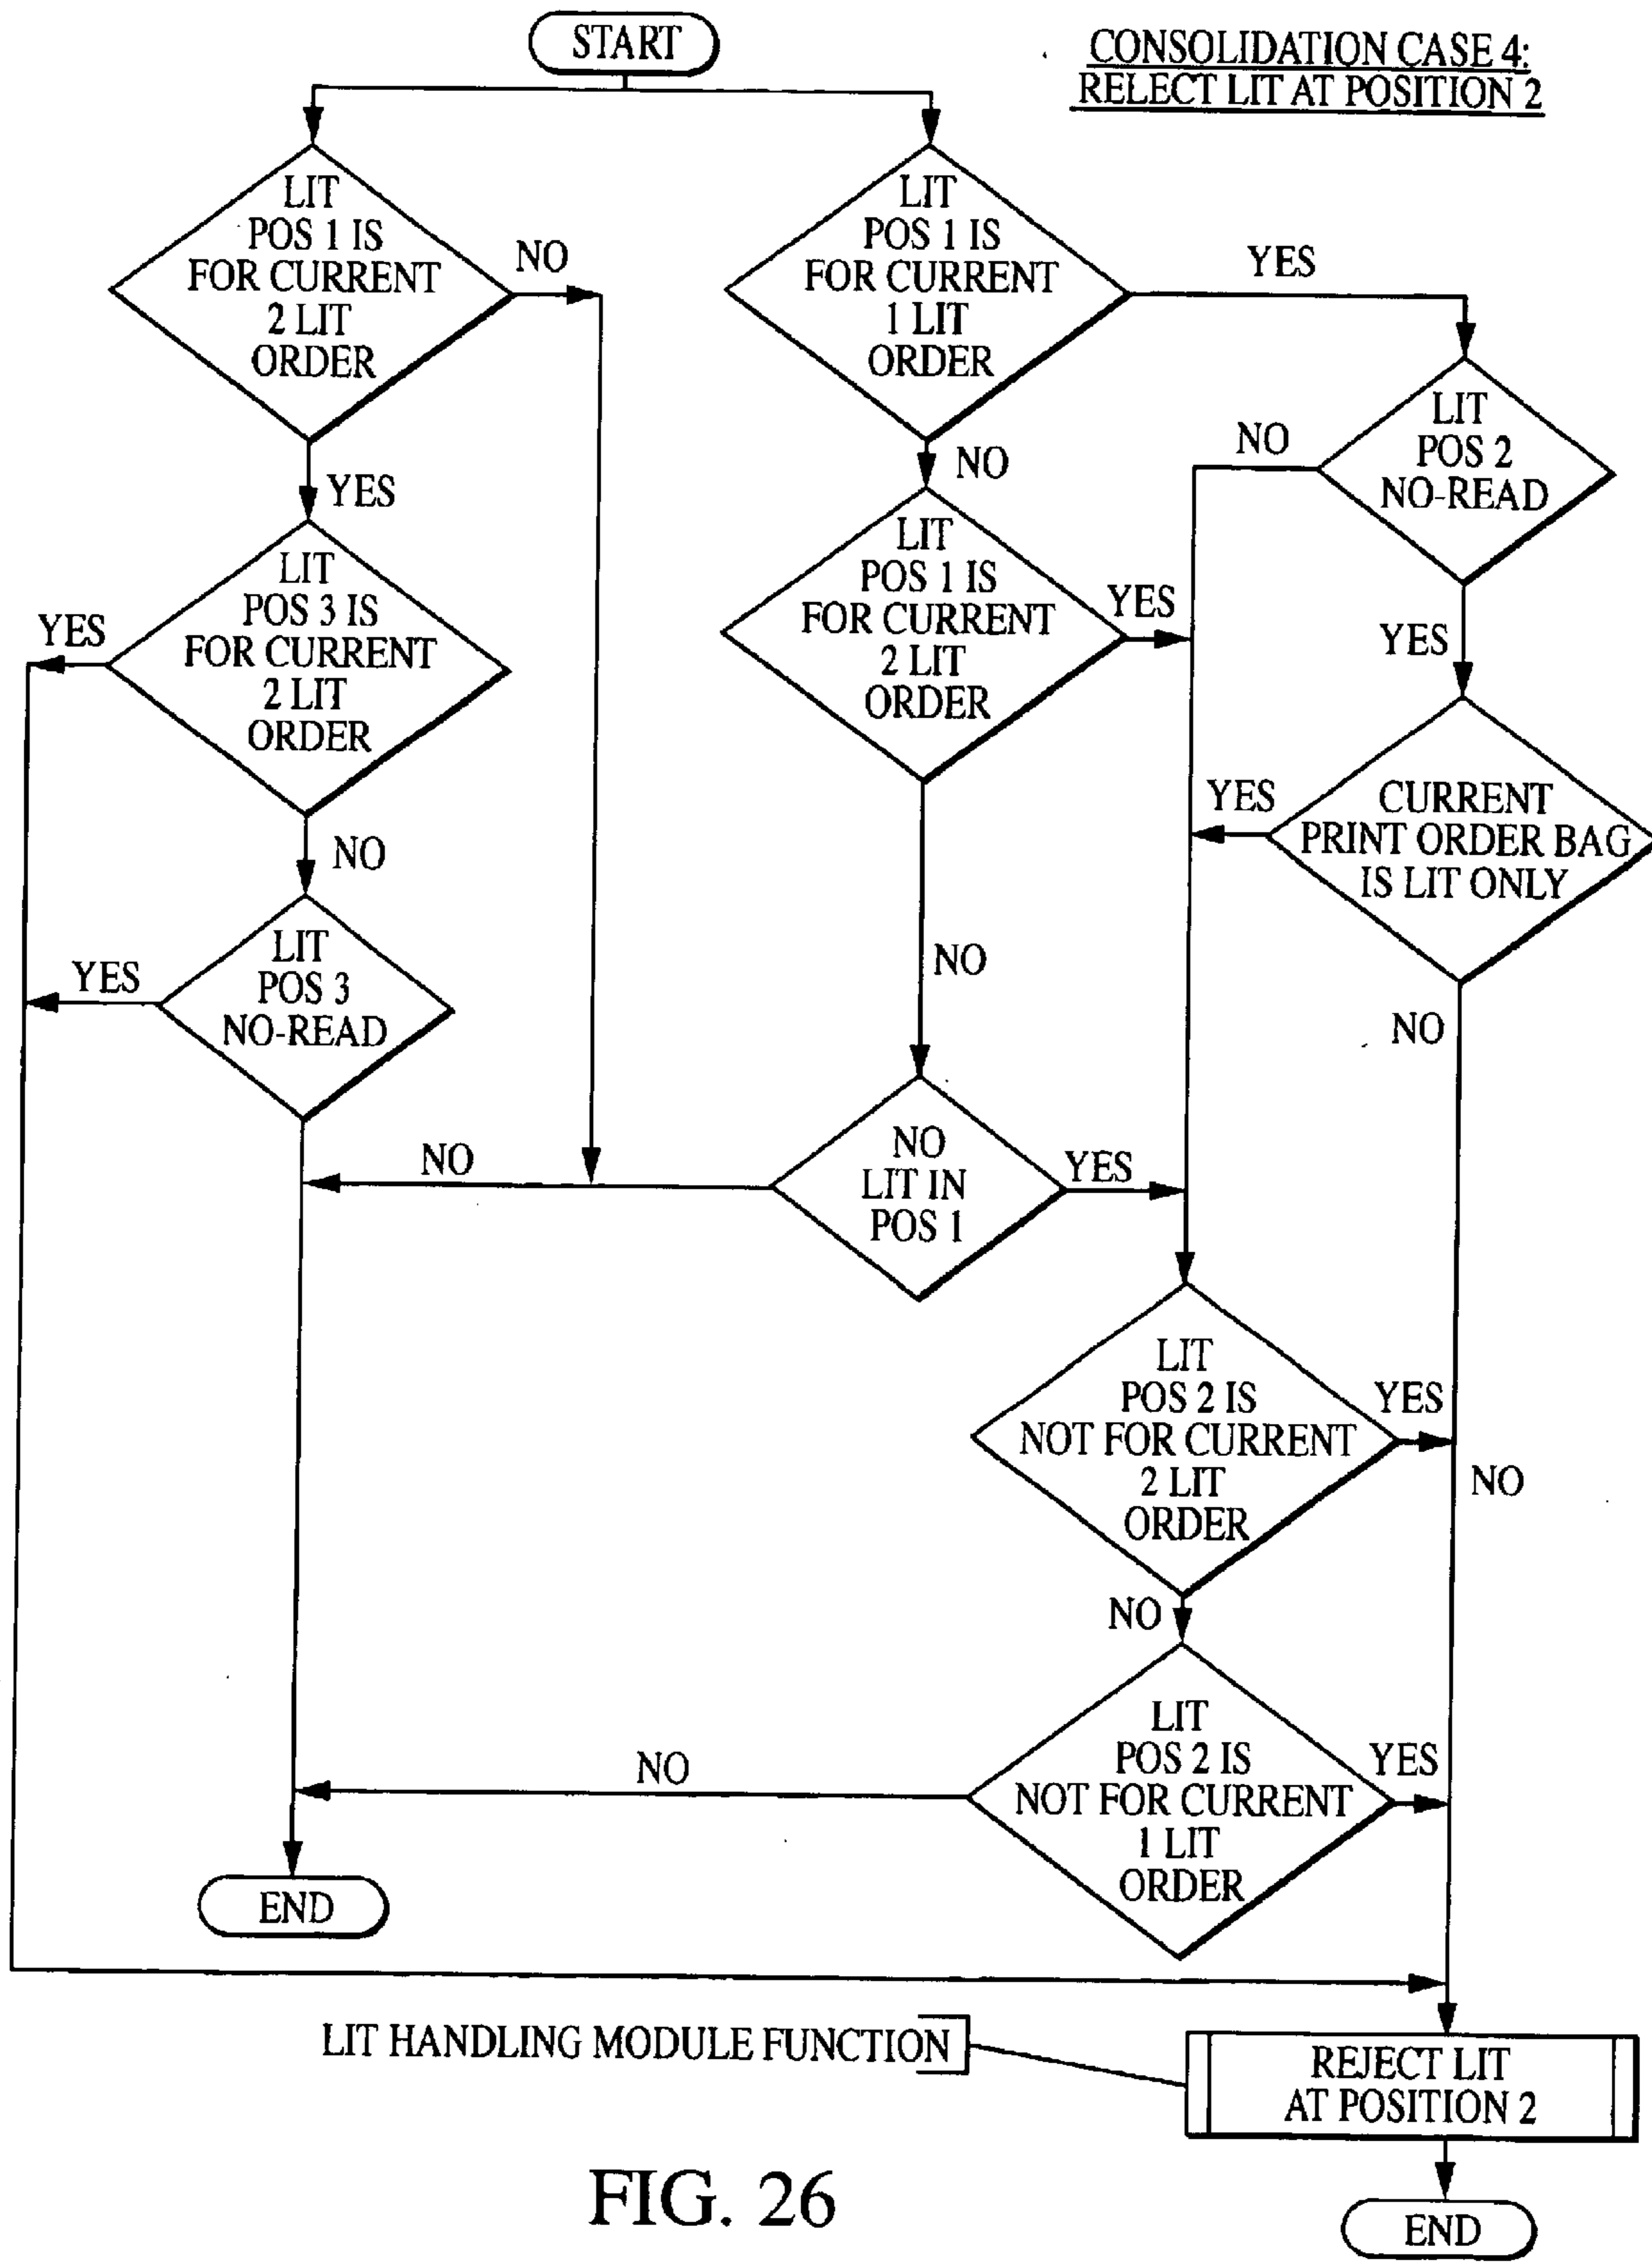 START
CONSOLIDATION CASE 4:
RELECT LIT AT POSITION 2
LIT
POS 1 IS
FOR CURRENT
2 LIT
ORDER
NO
LIT
POS 1 IS
FOR CURRENT
1 LIT
ORDER
YES
LIT
POS 2
NO-READ
NO
YES
NO
YES
LIT
POS 3 IS
FOR CURRENT
2 LIT
ORDER
YES
NO
LIT
POS 1 IS
FOR CURRENT
2 LIT
ORDER
YES
NO
CURRENT
PRINT ORDER BAG
IS LIT ONLY
YES
NO
LIT
POS 3
NO-READ
YES
NO
LIT IN
POS 1
NO
YES
LIT
POS 2 IS
NOT FOR CURRENT
2 LIT
ORDER
YES
NO
NO
LIT
POS 2 IS
NOT FOR CURRENT
1 LIT
ORDER
NO
YES
END
LIT HANDLING MODULE FUNCTION
REJECT LIT
AT POSITION 2
END
FIG. 26